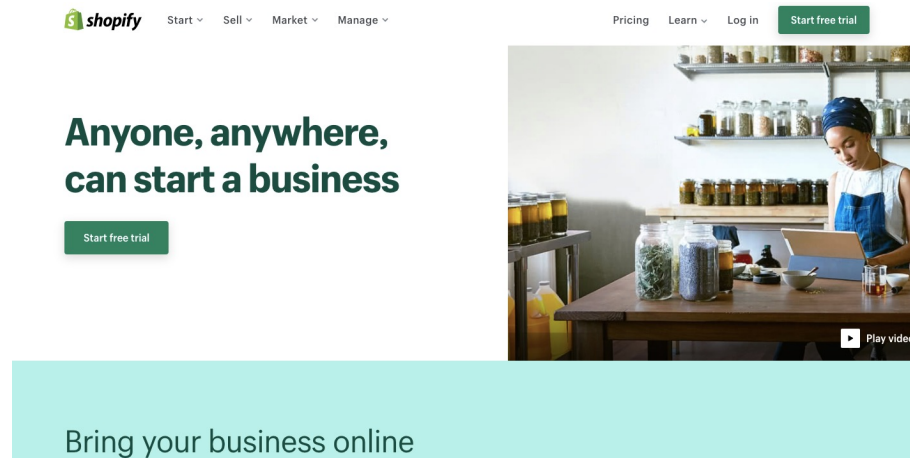 shopify
Start
Sell
Market
Manage
Pricing
Learn
Log in
Start free trial
Anyone, anywhere,
can start a business
Start free trial
Play video
Bring your business online